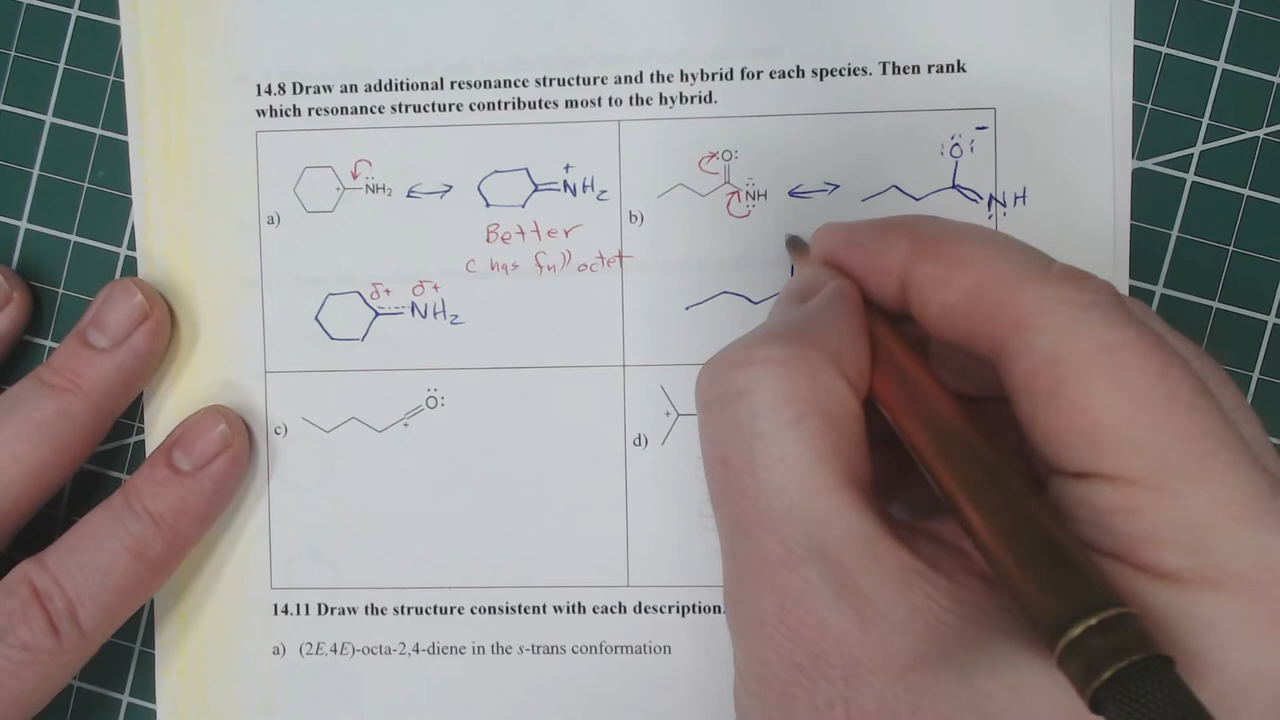 14.8 Draw an additional resonance structure and the hybrid for each species. Then rank
which resonance structure contributes most to the hybrid.
a)
+
N̈H₂
+
NH₂
Better
C has full octet
δ+ δ+
NH₂
b)
:O:
-
N̈H
:Ö: -
NH
c)
Ö:
+
d)
+
14.11 Draw the structure consistent with each description.
a) (2E,4E)-octa-2,4-diene in the s-trans conformation